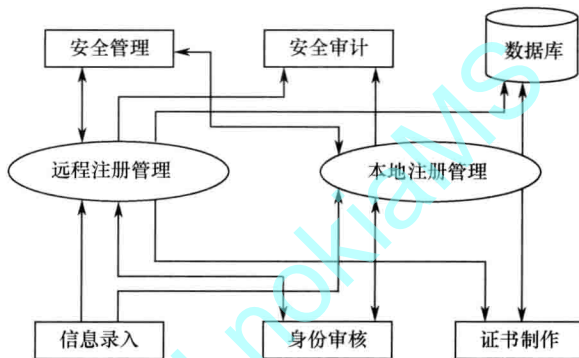 安全管理
安全审计
数据库
远程注册管理
本地注册管理
信息录入
身份审核
证书制作
nokiaMS